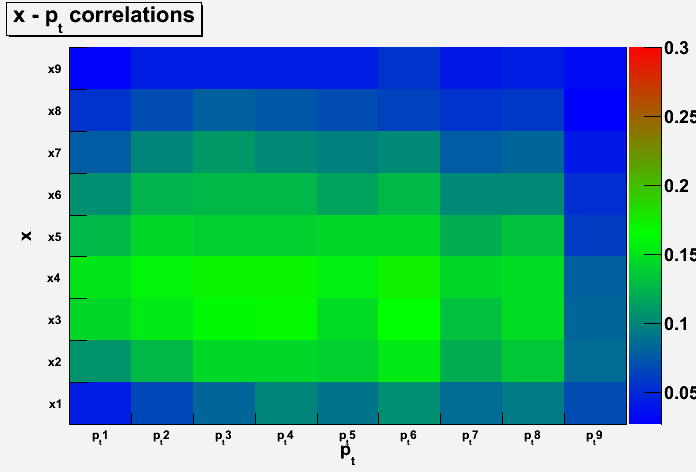 x - pt correlations
x9
x8
x7
x6
x5
x4
x3
x2
x1
x
pt1 pt2 pt3 pt4 pt5 pt6 pt7 pt8 pt9
pt
0.3
0.25
0.2
0.15
0.1
0.05